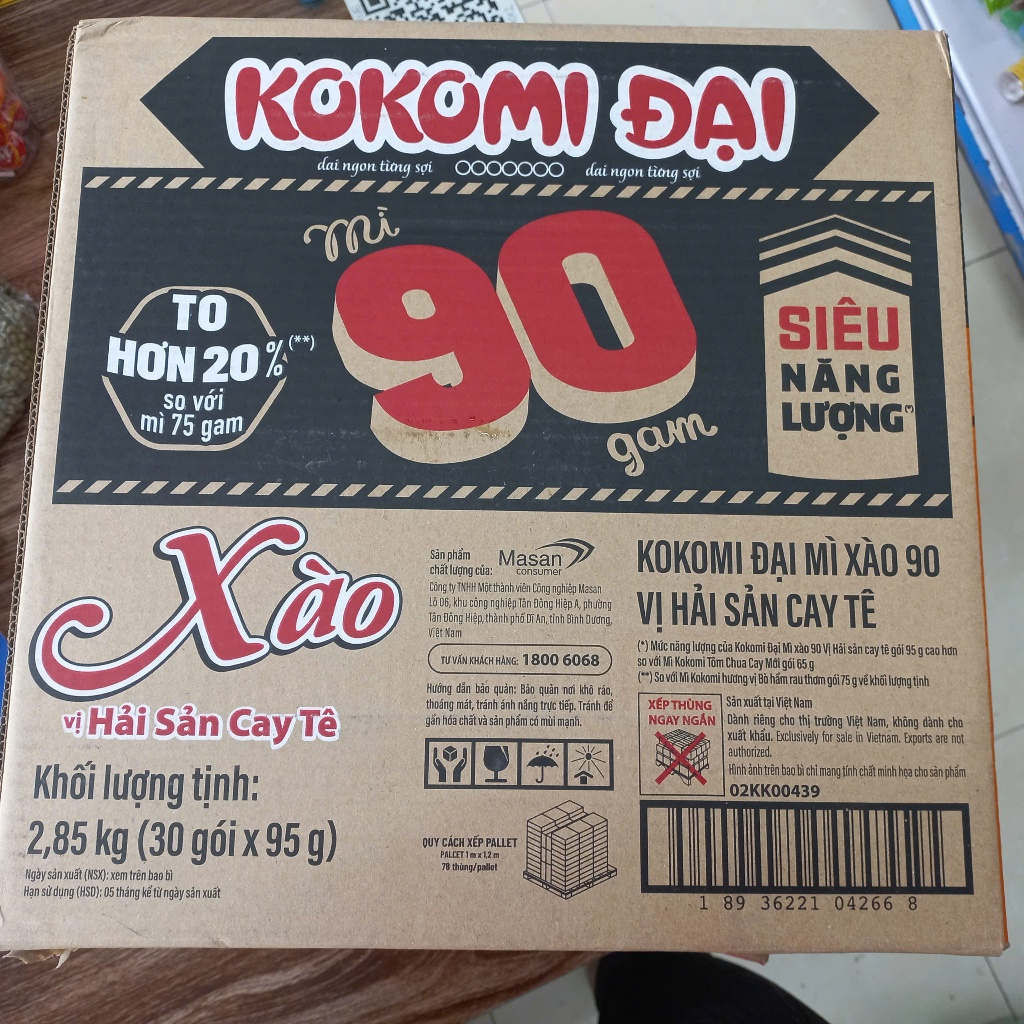 KOKOMI ĐẠI
dai ngon từng sợi dai ngon từng sợi
mì 90 gam
TO
HƠN 20%(**)
so với
mì 75 gam
SIÊU
NĂNG
LƯỢNG
Xào
vị Hải Sản Cay Tê
Khối lượng tịnh:
2,85 kg (30 gói x 95 g)
Ngày sản xuất (NSX): xem trên bao bì
Hạn sử dụng (HSD): 05 tháng kể từ ngày sản xuất
Sản phẩm
chất lượng của:
Masan
consumer
Công ty TNHH Một thành viên Công nghiệp Masan
Lô 06, khu công nghiệp Tân Đông Hiệp A, phường
Tân Đông Hiệp, thành phố Dĩ An, tỉnh Bình Dương,
Việt Nam
TƯ VẤN KHÁCH HÀNG: 1800 6068
Hướng dẫn bảo quản: Bảo quản nơi khô ráo,
thoáng mát, tránh ánh nắng trực tiếp. Tránh để
gần hóa chất và sản phẩm có mùi mạnh.
QUY CÁCH XẾP PALLET
PALLET 1 m x 1,2 m
78 thùng/pallet
KOKOMI ĐẠI MÌ XÀO 90
VỊ HẢI SẢN CAY TÊ
(*) Mức năng lượng của Kokomi Đại Mì xào 90 Vị Hải sản cay tê gói 95 g cao hơn
so với Mì Kokomi Tôm Chua Cay Mới gói 65 g
(**) So với Mì Kokomi hương vị Bò hầm rau thơm gói 75 g về khối lượng tịnh
XẾP THÙNG
NGAY NGẮN
Sản xuất tại Việt Nam
Dành riêng cho thị trường Việt Nam, không dành cho
xuất khẩu. Exclusively for sale in Vietnam. Exports are not
authorized.
Hình ảnh trên bao bì chỉ mang tính chất minh họa cho sản phẩm
02KK00439
1 89 36221 04266 8